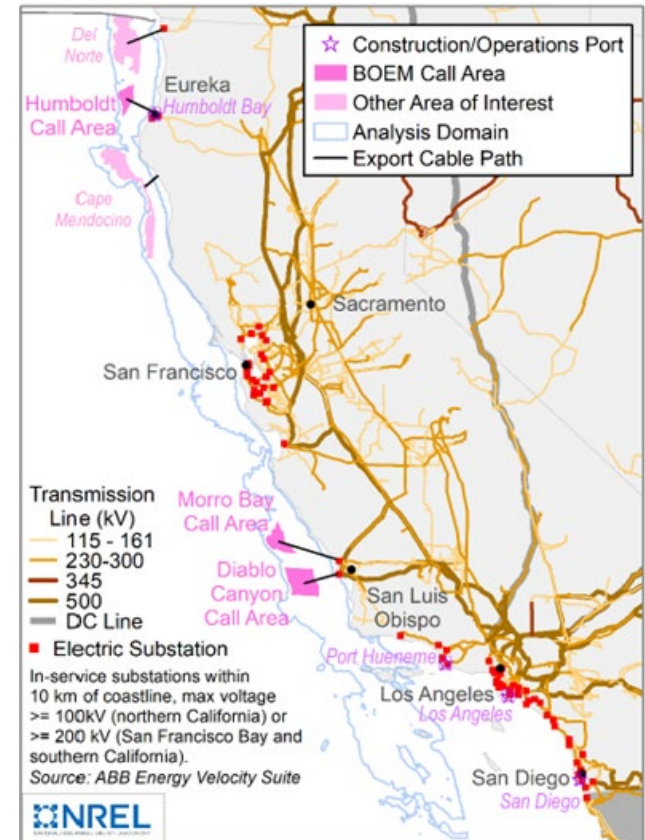 Del
Norte
Eureka
Humboldt Bay
Humboldt
Call Area
Cape
Mendocino
Construction/Operations Port
BOEM Call Area
Other Area of Interest
Analysis Domain
Export Cable Path
Sacramento
San Francisco
Morro Bay
Call Area
Diablo
Canyon
Call Area
San Luis
Obispo
Port Hueneme
Los Angeles
Los Angeles
San Diego
San Diego
Transmission
Line (kV)
115 - 161
230-300
345
500
DC Line
Electric Substation
In-service substations within
10 km of coastline, max voltage
>= 100kV (northern California) or
>= 200 kV (San Francisco Bay and
southern California).
Source: ABB Energy Velocity Suite
NREL